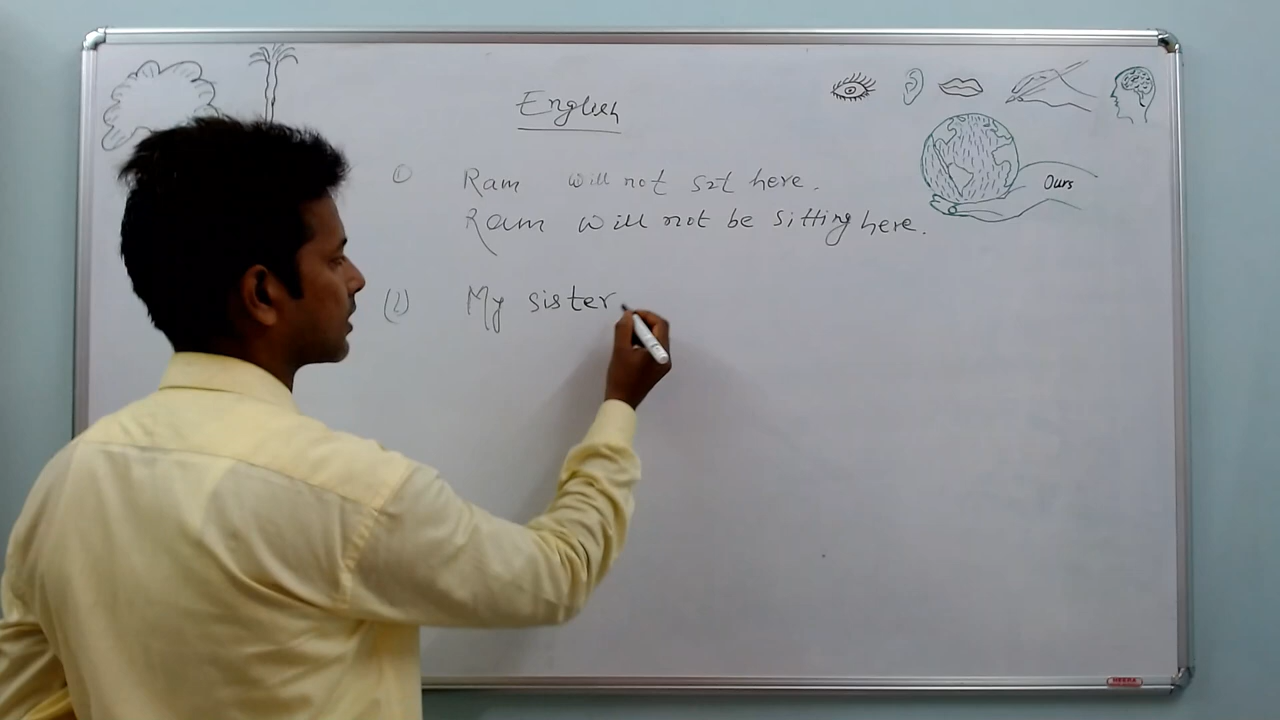 English
① Ram will not sit here.
Ram will not be sitting here.
(2) My sister
Ours